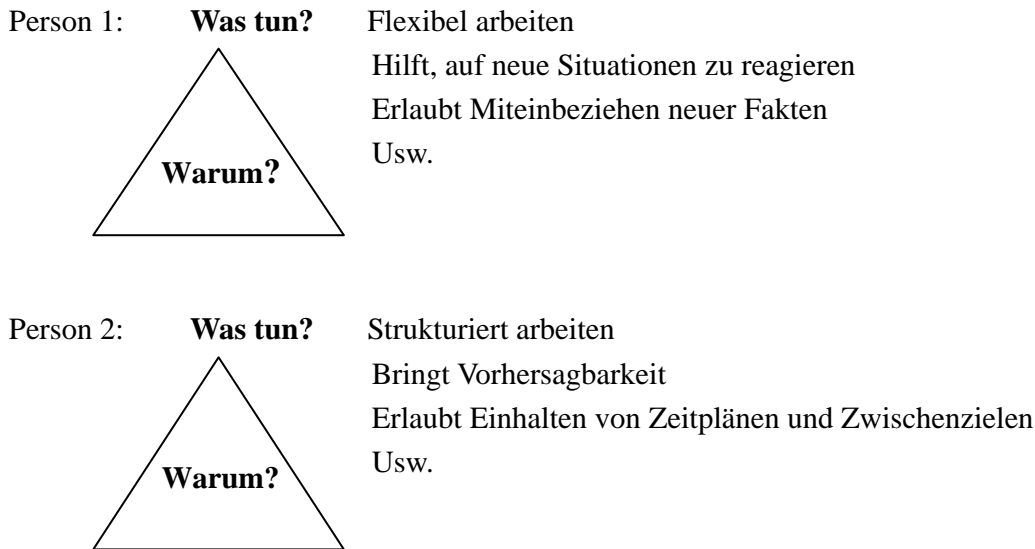 Person 1: Was tun? Flexibel arbeiten
Hilft, auf neue Situationen zu reagieren
Erlaubt Miteinbeziehen neuer Fakten
Usw.
Warum?
Person 2: Was tun? Strukturiert arbeiten
Bringt Vorhersagbarkeit
Erlaubt Einhalten von Zeitplänen und Zwischenzielen
Usw.
Warum?